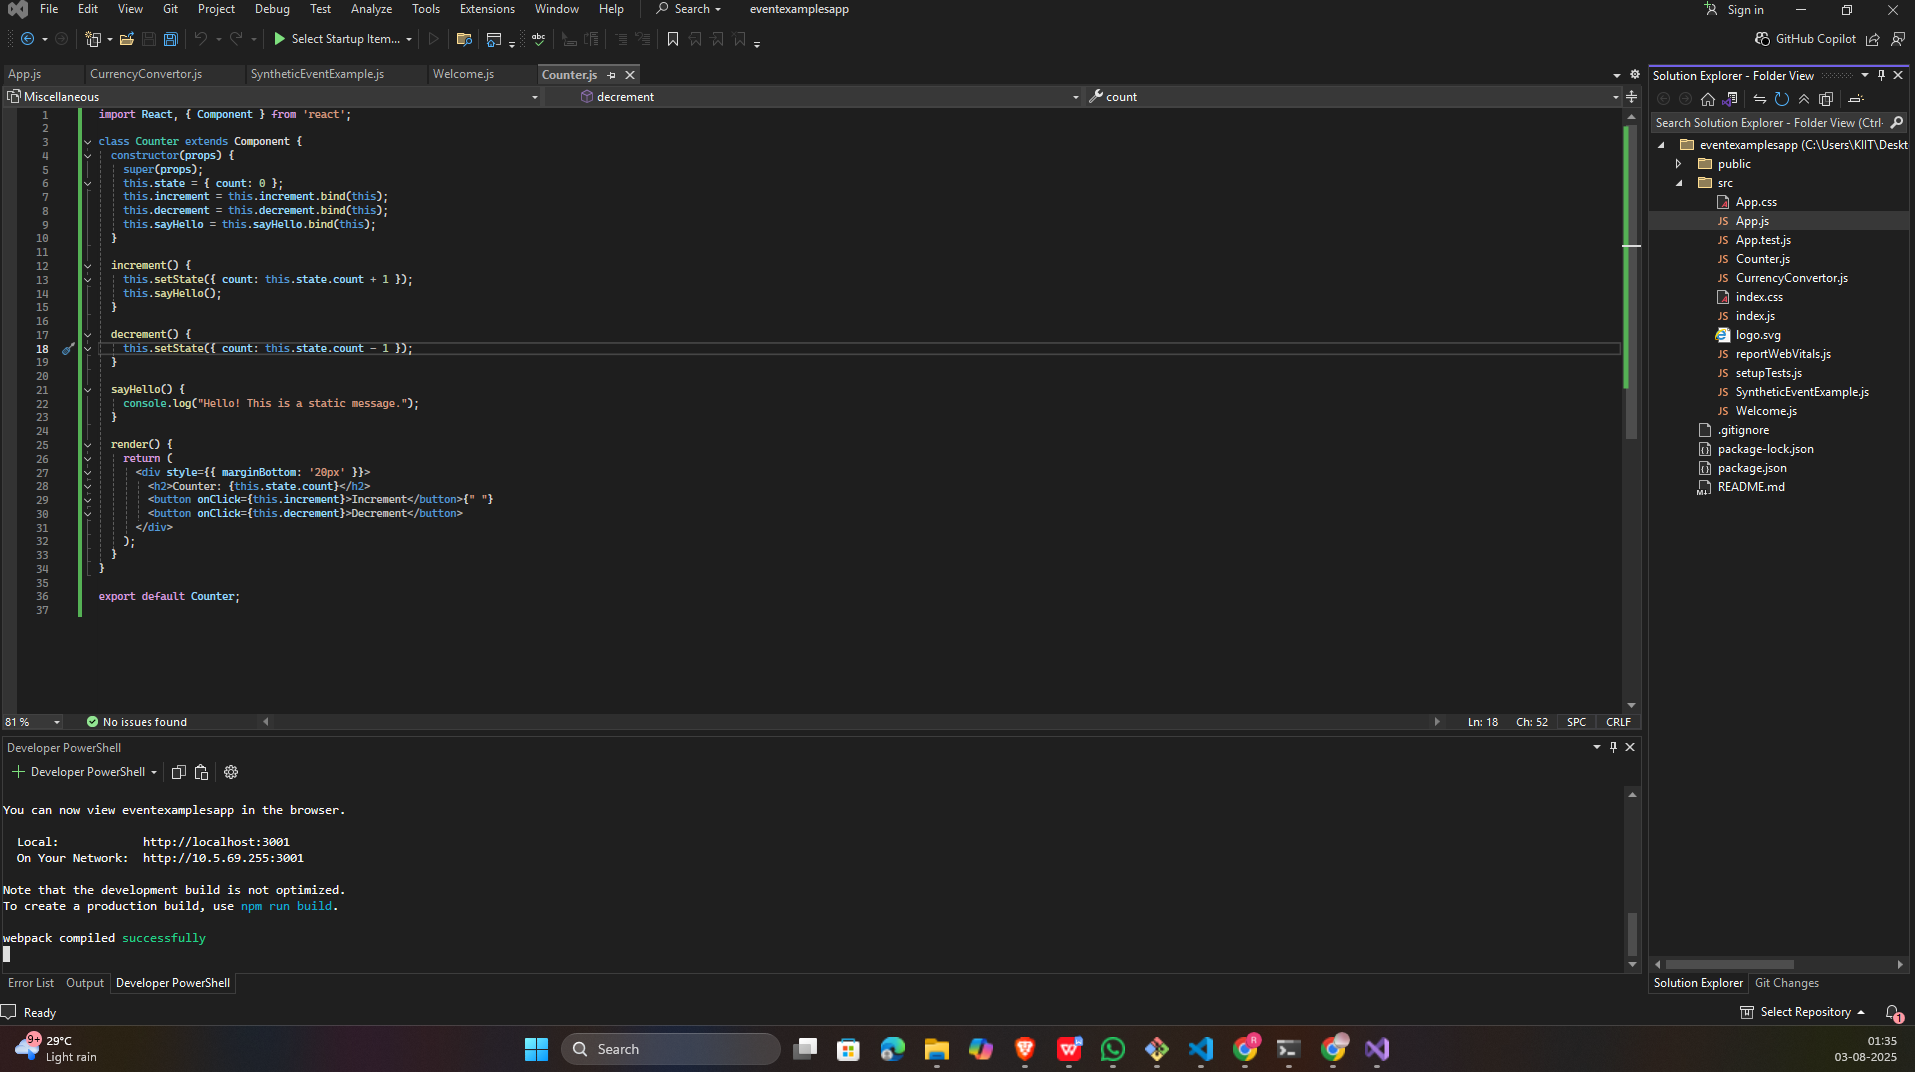 File Edit View Git Project Debug Test Analyze Tools Extensions Window Help Search eventexamplesapp Sign in
Select Startup Item... GitHub Copilot
App.js CurrencyConvertor.js SyntheticEventExample.js Welcome.js Counter.js
Miscellaneous decrement count
1 import React, { Component } from 'react';
2
3 class Counter extends Component {
4 constructor(props) {
5 super(props);
6 this.state = { count: 0 };
7 this.increment = this.increment.bind(this);
8 this.decrement = this.decrement.bind(this);
9 this.sayHello = this.sayHello.bind(this);
10 }
11
12 increment() {
13 this.setState({ count: this.state.count + 1 });
14 this.sayHello();
15 }
16
17 decrement() {
18 this.setState({ count: this.state.count - 1 });
19 }
20
21 sayHello() {
22 console.log("Hello! This is a static message.");
23 }
24
25 render() {
26 return (
27 <div style={{ marginBottom: '20px' }}>
28 <h2>Counter: {this.state.count}</h2>
29 <button onClick={this.increment}>Increment</button>{" "}
30 <button onClick={this.decrement}>Decrement</button>
31 </div>
32 );
33 }
34 }
35
36 export default Counter;
37
81 % No issues found Ln: 18 Ch: 52 SPC CRLF
Developer PowerShell
Developer PowerShell
You can now view eventexamplesapp in the browser.
Local: http://localhost:3001
On Your Network: http://10.5.69.255:3001
Note that the development build is not optimized.
To create a production build, use npm run build.
webpack compiled successfully
Error List Output Developer PowerShell
Solution Explorer - Folder View
Search Solution Explorer - Folder View (Ctrl-
eventexamplesapp (C:\Users\KIIT\Deskt
public
src
App.css
App.js
App.test.js
Counter.js
CurrencyConvertor.js
index.css
index.js
logo.svg
reportWebVitals.js
setupTests.js
SyntheticEventExample.js
Welcome.js
.gitignore
package-lock.json
package.json
README.md
Solution Explorer Git Changes
Ready Select Repository 1
9+ 29°C
Light rain
Search
01:35
03-08-2025